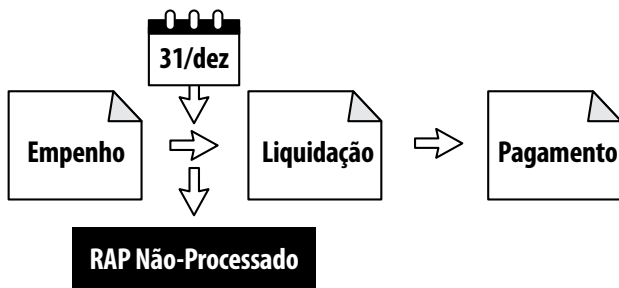 31/dez
Empenho
Liquidação
Pagamento
RAP Não-Processado